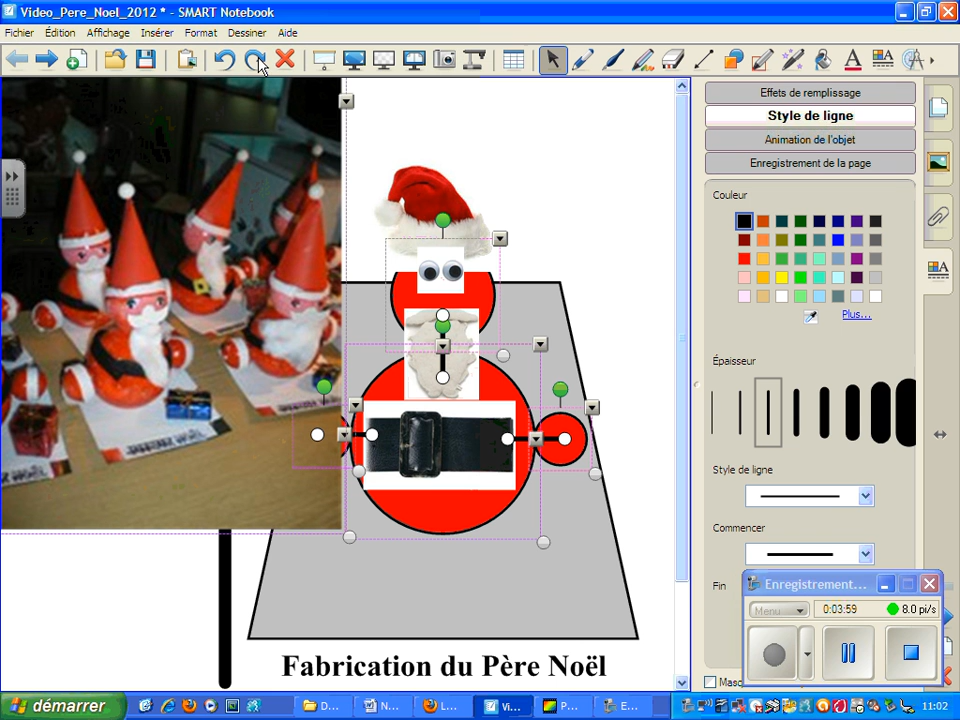 Video_Pere_Noel_2012 * - SMART Notebook
Fichier Édition Affichage Insérer Format Dessiner Aide
Effets de remplissage
Style de ligne
Animation de l'objet
Enregistrement de la page
Couleur
Plus...
Épaisseur
Style de ligne
Commencer
Fin
Enregistrement...
Menu
0:03:59
8.0 pi/s
Masq
Fabrication du Père Noël
démarrer
D...
N...
L...
Vi...
P...
E...
11:02